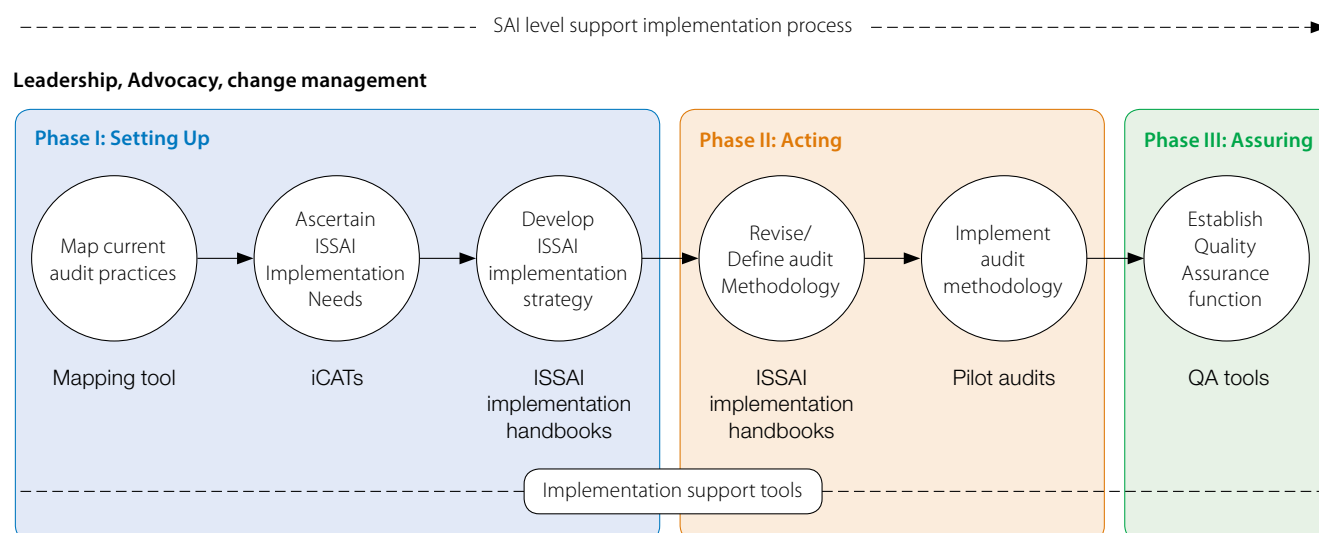 SAI level support implementation process
Leadership, Advocacy, change management
Phase I: Setting Up
Map current
audit practices
Ascertain
ISSAI
Implementation
Needs
Develop
ISSAI
implementation
strategy
Mapping tool
iCATs
ISSAI
implementation
handbooks
Phase II: Acting
Revise/
Define audit
Methodology
Implement
audit
methodology
ISSAI
implementation
handbooks
Pilot audits
Phase III: Assuring
Establish
Quality
Assurance
function
QA tools
Implementation support tools